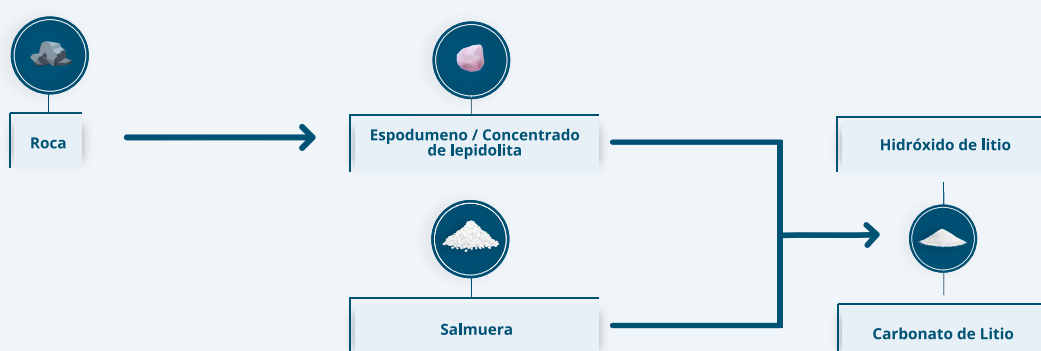 Roca
Espodumeno / Concentrado
de lepidolita
Hidróxido de litio
Salmuera
Carbonato de Litio